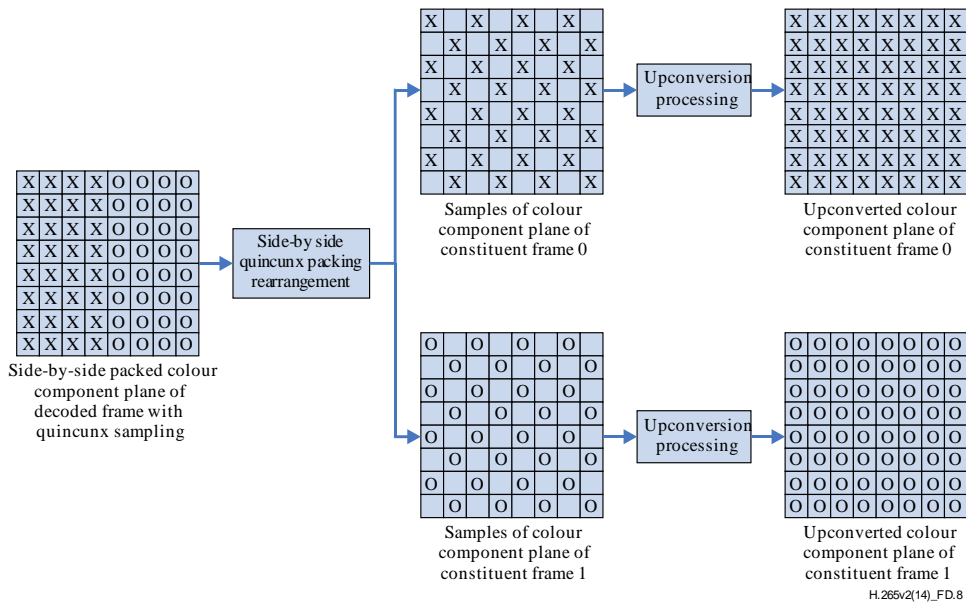 X X X X
X X X X
X X X X
X X X X
X X X X
X X X X
X X X X
X X X X
Samples of colour
component plane of
constituent frame 0
Upconversion
processing
X X X X X X X X
X X X X X X X X
X X X X X X X X
X X X X X X X X
X X X X X X X X
X X X X X X X X
X X X X X X X X
X X X X X X X X
Upconverted colour
component plane of
constituent frame 0
X X X X O O O O
X X X X O O O O
X X X X O O O O
X X X X O O O O
X X X X O O O O
X X X X O O O O
X X X X O O O O
X X X X O O O O
Side-by-side packed colour
component plane of
decoded frame with
quincunx sampling
Side-by side
quincunx packing
rearrangement
O O O O
O O O O
O O O O
O O O O
O O O O
O O O O
O O O O
O O O O
Samples of colour
component plane of
constituent frame 1
Upconversion
processing
O O O O O O O O
O O O O O O O O
O O O O O O O O
O O O O O O O O
O O O O O O O O
O O O O O O O O
O O O O O O O O
O O O O O O O O
Upconverted colour
component plane of
constituent frame 1
H.265v2(14)_FD.8